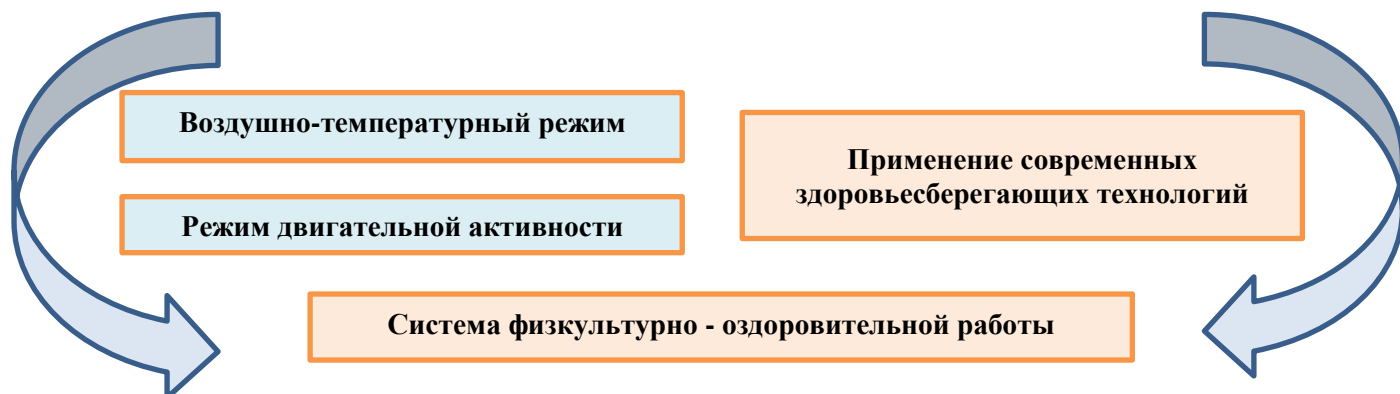 Воздушно-температурный режим
Режим двигательной активности
Применение современных
здоровьесберегающих технологий
Система физкультурно - оздоровительной работы